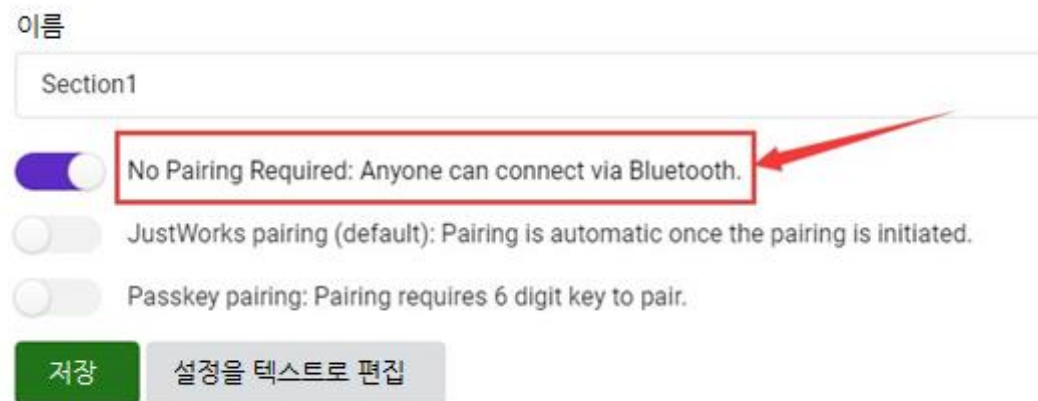 이름
Section1
No Pairing Required: Anyone can connect via Bluetooth.
JustWorks pairing (default): Pairing is automatic once the pairing is initiated.
Passkey pairing: Pairing requires 6 digit key to pair.
저장 설정을 텍스트로 편집